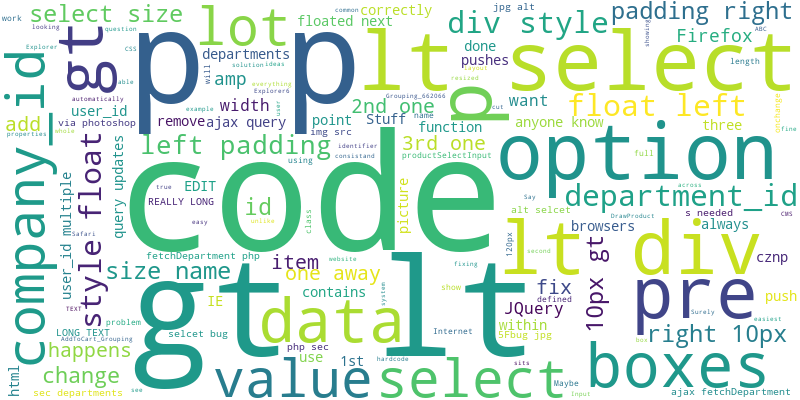 select size
lot
p
p
lt
select
jpg alt
floated next
div style
correctly
padding right
departments
pushes
done
Firefox
gt
amp
will
Explorer6
user_id
width
2nd one
want
length
add
via photoshop
remove
ajax query
point
Stuff
function
anyone know
float left
three
company_id
automatically
properties
whole
query updates
left padding
img src
name
cut
example
using
3rd one
productSelectInput
option
full
fine
onchange
style float
user_id multiple
code
EDIT
REALLY LONG
true
easy
id
class
unlike
picture
identifier
consistand
department_id
alt selcet
across
browsers
s needed
always
DrawProduct
CMS
Say
Safari
fetchDepartment php
size name
item
one away
website
fixing
show
lt
div
10px gt
120px
second
cznp
IE
contains
system
data
defined
JQuery
fix
pre
push
Surely
easiest
TEXT
LONG TEXT
problem
AddToCart_Grouping
selcet bug
gt
lt
Internet
within
5Fbug jpg
right 10px
box
happens
php sec
hardcode
sits
html
change
use
1st
Maybe
Input
boxes
sec departments
see
value
select
ajax fetchDepartment
work
looking
common
question
Explorer
CSS
able
solution
ideas
everything
user
Grouping_662066
layout
resized
showing
ABC